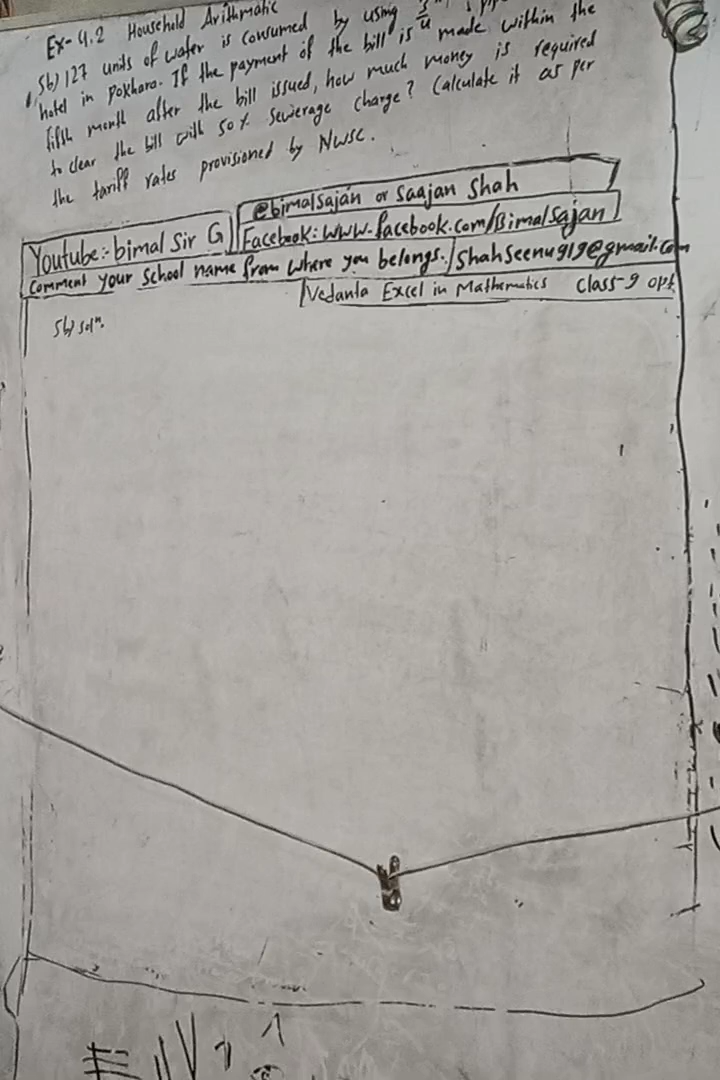 Ex-4.2 Household Arithmatic
5b) 127 units of water is consumed by using 3/4" pipe
hotel in Pokhara. If the payment of the bill is made within the
fifth month after the bill issued, how much money is required
to clear the bill with 50% Sewerage charge? Calculate it as per
the tariff rates provisioned by NWSC.
@bimalsajan or Saajan Shah
Youtube:- bimal Sir G
Facebook: www.facebook.com/Bimalsajan
Comment your School name from where you belongs. / Shahseenu919@gmail.com
Vedanta Excel in Mathematics Class-9 opt
5b) solⁿ.